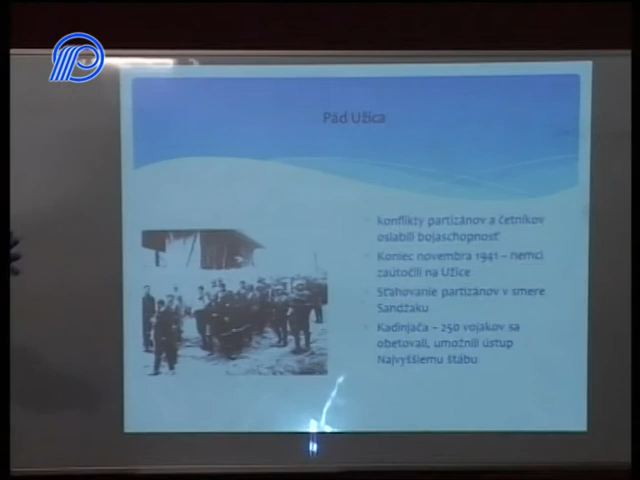 Pád Užica
konflikty partizánov a četníkov
oslabili bojaschopnosť
Koniec novembra 1941 – nemci
zaútočili na Užice
Sťahovanie partizánov v smere
Sandžaku
Kadinjača – 250 vojakov sa
obetovali, umožnili ústup
Najvyššiemu štábu